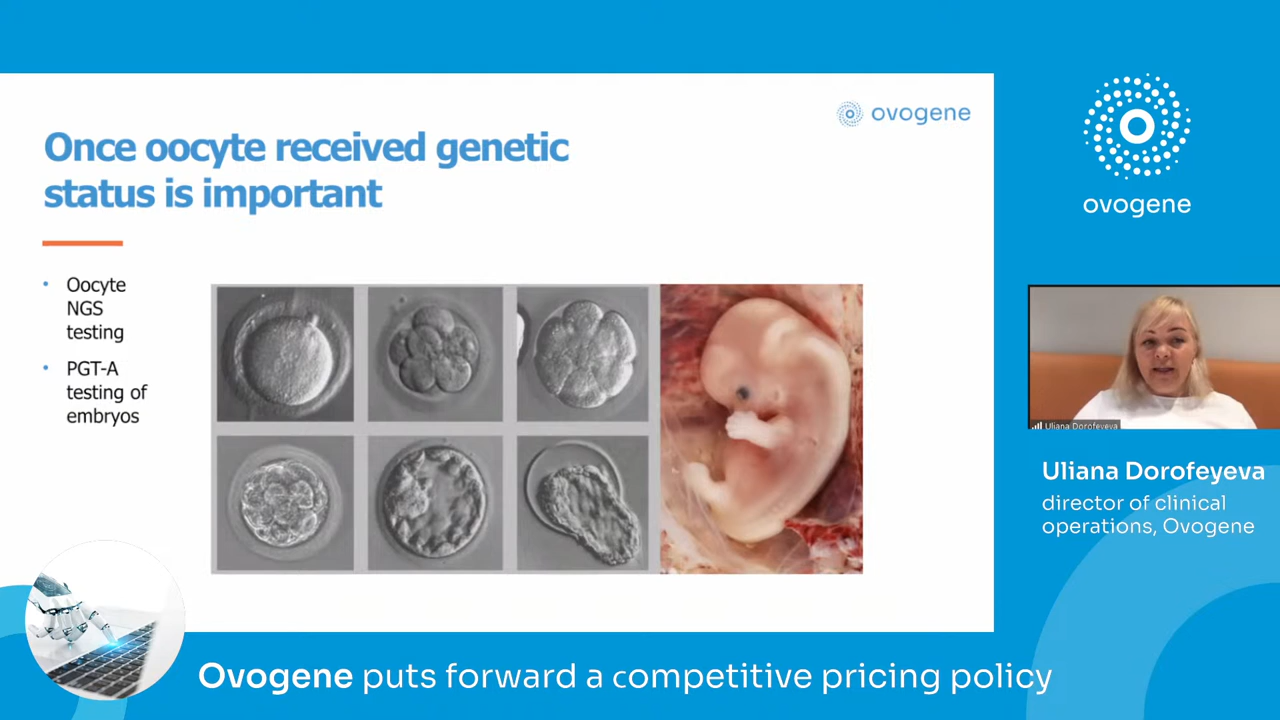 ovogene
Once oocyte received genetic
status is important
• Oocyte
NGS
testing
• PGT-A
testing of
embryos
ovogene
Uliana Dorofeyeva
Uliana Dorofeyeva
director of clinical
operations, Ovogene
Ovogene puts forward a competitive pricing policy